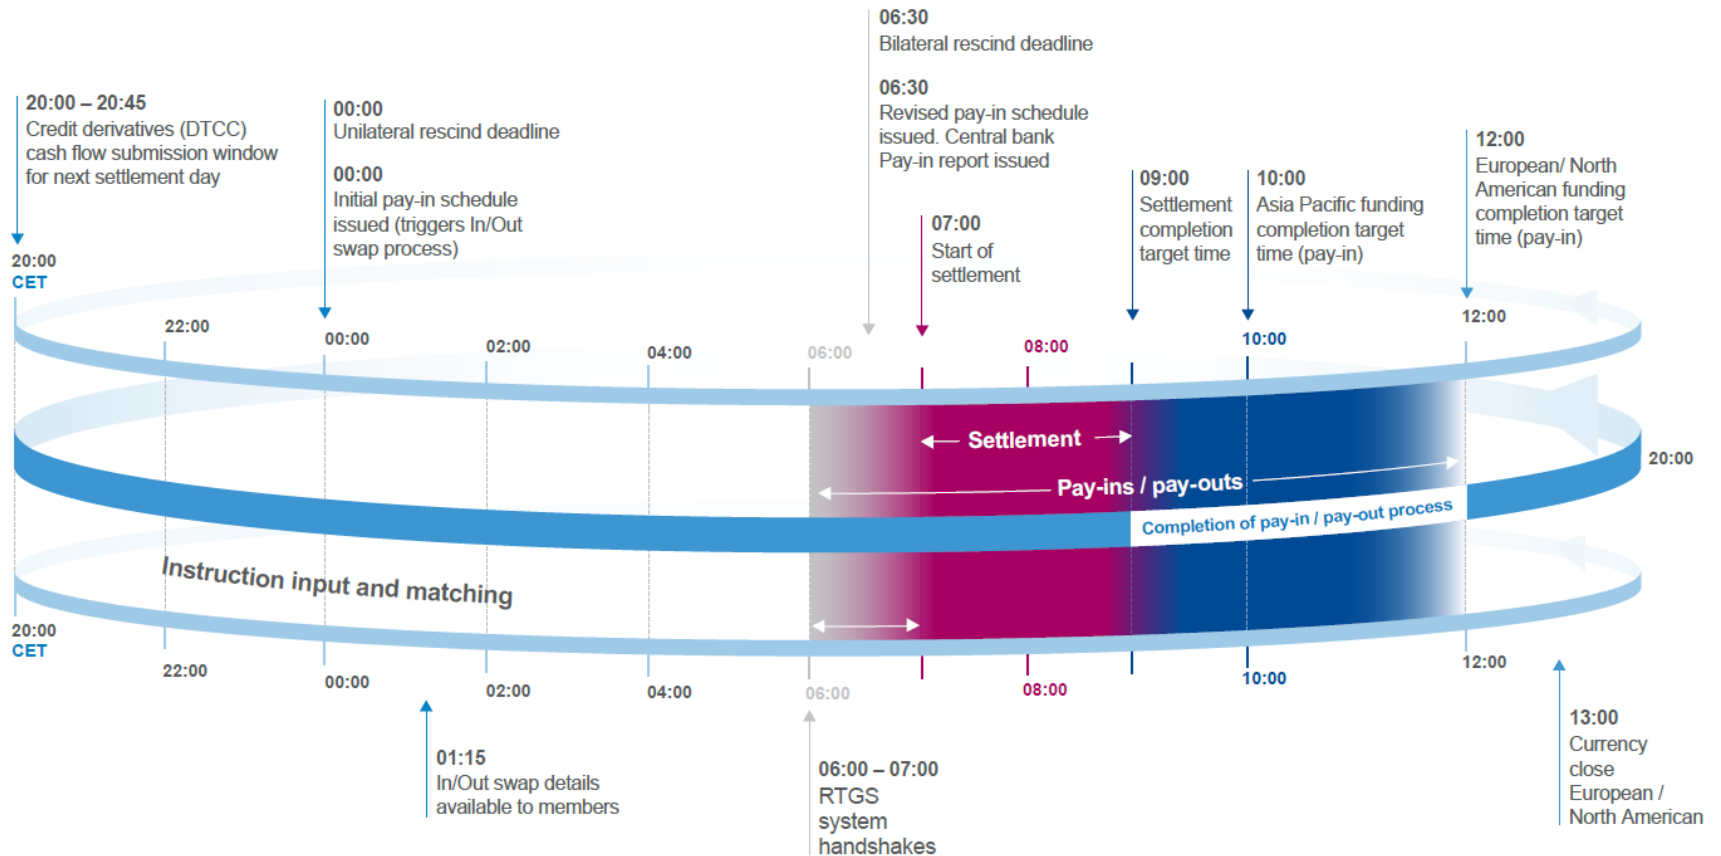 06:30
Bilateral rescind deadline
06:30
Revised pay-in schedule
issued. Central bank
Pay-in report issued
20:00 – 20:45
Credit derivatives (DTCC)
cash flow submission window
for next settlement day
00:00
Unilateral rescind deadline
00:00
Initial pay-in schedule
issued (triggers In/Out
swap process)
07:00
Start of
settlement
09:00
Settlement
completion
target time
10:00
Asia Pacific funding
completion target
time (pay-in)
12:00
European/ North
American funding
completion target
time (pay-in)
20:00
CET
22:00
00:00
02:00
04:00
06:00
08:00
10:00
12:00
Settlement
Pay-ins / pay-outs
20:00
Completion of pay-in / pay-out process
Instruction input and matching
20:00
CET
22:00
00:00
02:00
04:00
06:00
08:00
10:00
12:00
01:15
In/Out swap details
available to members
06:00 – 07:00
RTGS
system
handshakes
13:00
Currency
close
European /
North American